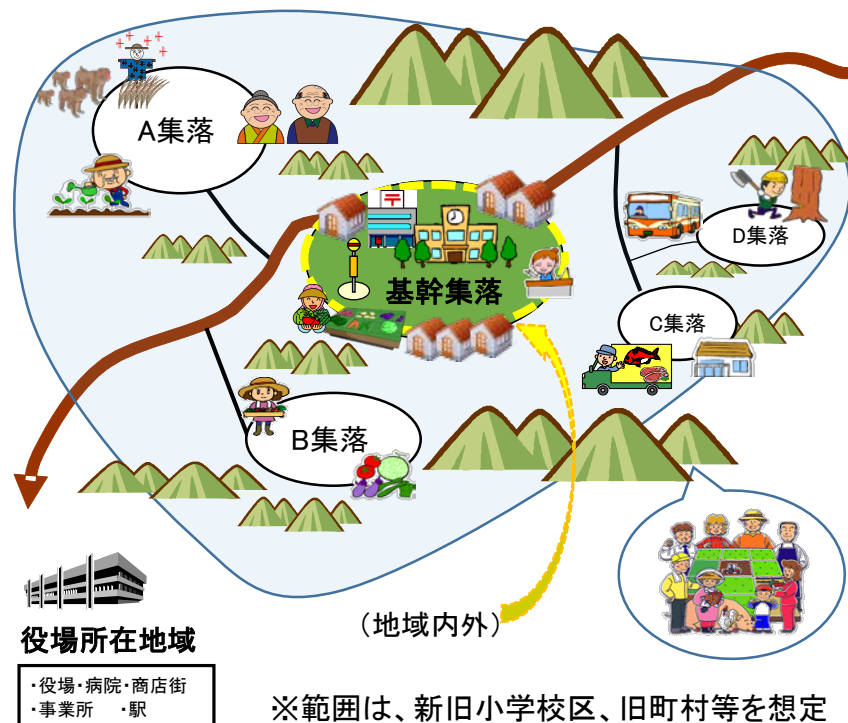 A集落
〒
基幹集落
D集落
C集落
B集落
(地域内外)
役場所在地域
・役場・病院・商店街
・事業所　・駅
※範囲は、新旧小学校区、旧町村等を想定